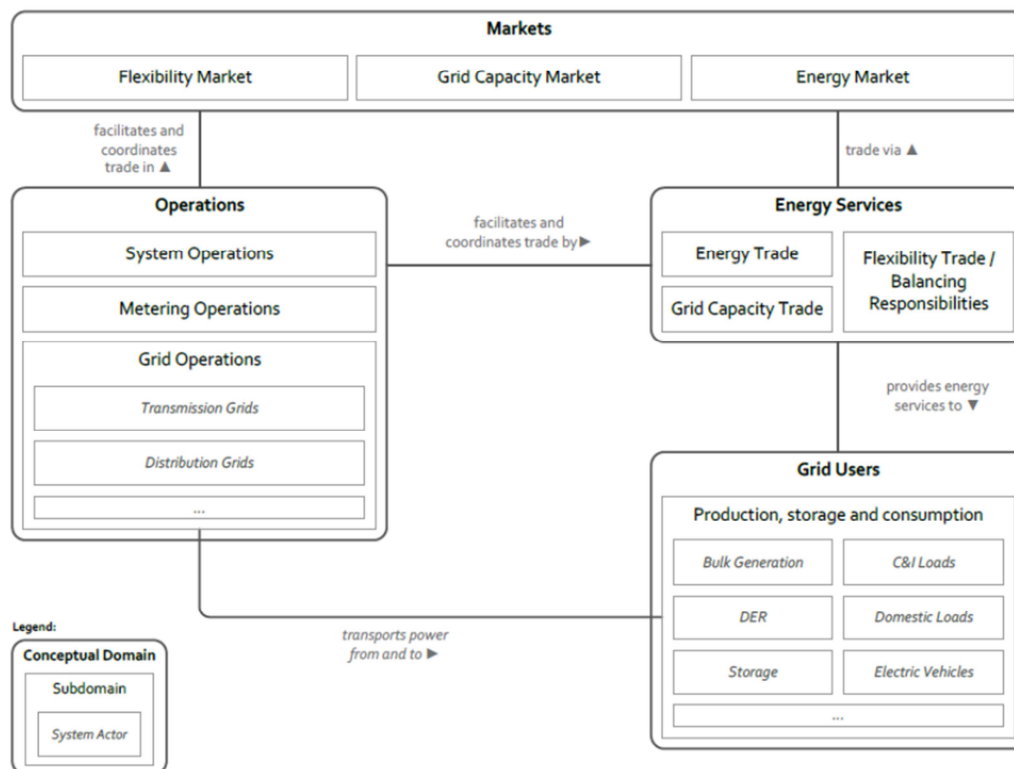 Markets
Flexibility Market
Grid Capacity Market
Energy Market
facilitates and
coordinates
trade in ▲
trade via ▲
Operations
System Operations
Metering Operations
Grid Operations
Transmission Grids
Distribution Grids
...
facilitates and
coordinates trade by ►
Energy Services
Energy Trade
Grid Capacity Trade
Flexibility Trade /
Balancing
Responsibilities
provides energy
services to ▼
Grid Users
Production, storage and consumption
Bulk Generation
C&I Loads
DER
Domestic Loads
Storage
Electric Vehicles
...
transports power
from and to ►
Legend:
Conceptual Domain
Subdomain
System Actor